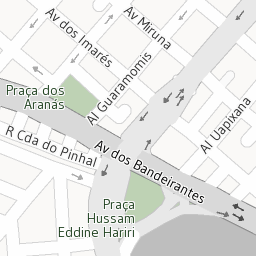 Av Miruna
Av dos Imarés
Al Guaramomis
Praça dos
Aranás
R Cda do Pinhal
Av dos Bandeirantes
Al Uapixana
Praça
Hussam
Eddine Hariri